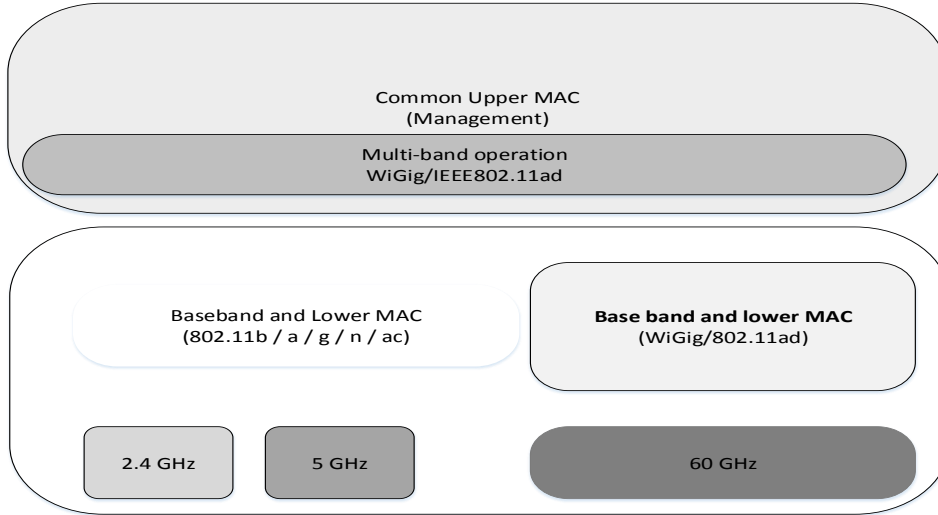 Common Upper MAC
(Management)
Multi-band operation
WiGig/IEEE802.11ad
Baseband and Lower MAC
(802.11b / a / g / n / ac)
Base band and lower MAC
(WiGig/802.11ad)
2.4 GHz
5 GHz
60 GHz